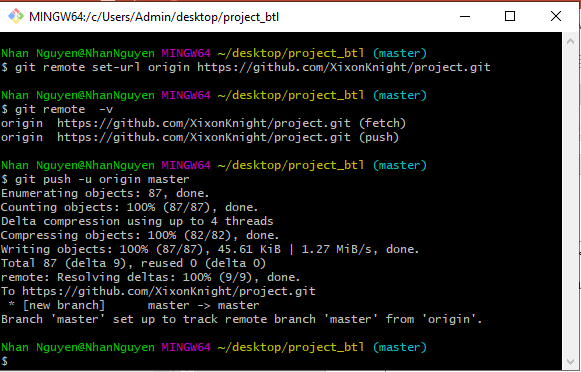 MINGW64:/c/Users/Admin/desktop/project_btl
Nhan Nguyen@NhanNguyen MINGW64 ~/desktop/project_btl (master)
$ git remote set-url origin https://github.com/XixonKnight/project.git
Nhan Nguyen@NhanNguyen MINGW64 ~/desktop/project_btl (master)
$ git remote  -v
origin  https://github.com/XixonKnight/project.git (fetch)
origin  https://github.com/XixonKnight/project.git (push)
Nhan Nguyen@NhanNguyen MINGW64 ~/desktop/project_btl (master)
$ git push -u origin master
Enumerating objects: 87, done.
Counting objects: 100% (87/87), done.
Delta compression using up to 4 threads
Compressing objects: 100% (82/82), done.
Writing objects: 100% (87/87), 45.61 KiB | 1.27 MiB/s, done.
Total 87 (delta 9), reused 0 (delta 0)
remote: Resolving deltas: 100% (9/9), done.
To https://github.com/XixonKnight/project.git
 * [new branch]      master -> master
Branch 'master' set up to track remote branch 'master' from 'origin'.
Nhan Nguyen@NhanNguyen MINGW64 ~/desktop/project_btl (master)
$